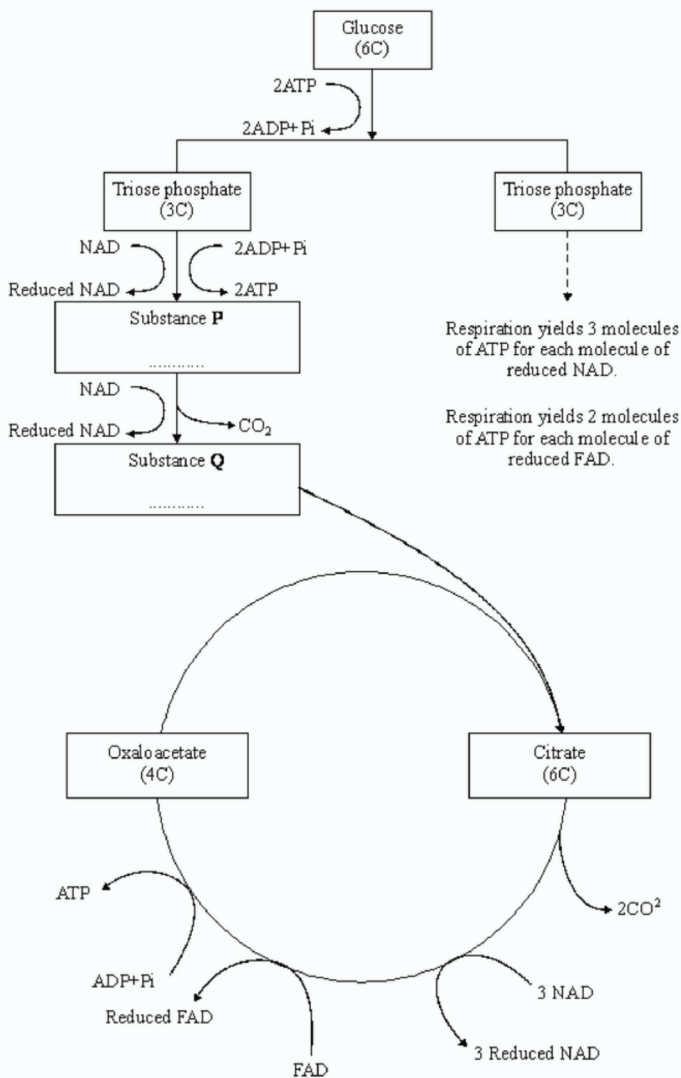 Glucose
(6C)
2ATP
2ADP+Pi
Triose phosphate
(3C)
Triose phosphate
(3C)
NAD
2ADP+Pi
Reduced NAD
2ATP
Substance P
............
Respiration yields 3 molecules
of ATP for each molecule of
reduced NAD.
NAD
Reduced NAD
CO2
Respiration yields 2 molecules
of ATP for each molecule of
reduced FAD.
Substance Q
............
Oxaloacetate
(4C)
Citrate
(6C)
ATP
2CO²
ADP+Pi
Reduced FAD
3 NAD
3 Reduced NAD
FAD